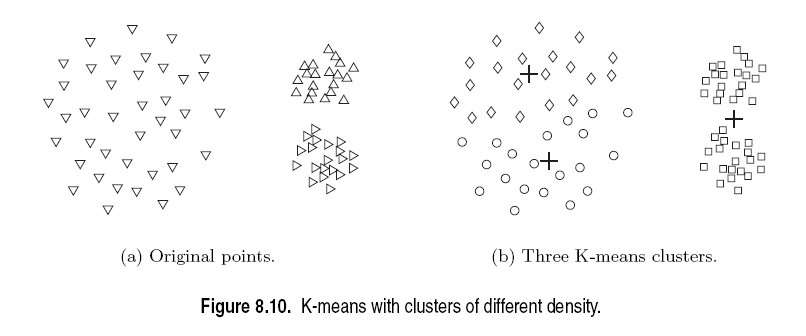 (a) Original points.
(b) Three K-means clusters.
Figure 8.10. K-means with clusters of different density.